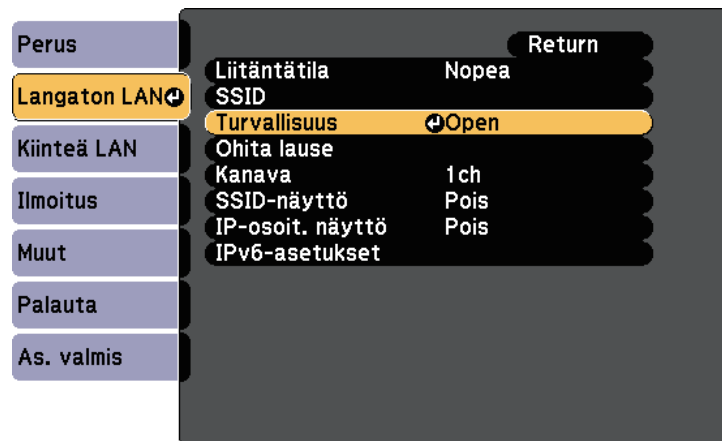 Perus
Langaton LAN
Kiinteä LAN
Ilmoitus
Muut
Palauta
As. valmis
Return
Liitäntätila Nopea
SSID
Turvallisuus Open
Ohita lause
Kanava 1ch
SSID-näyttö Pois
IP-osoit. näyttö Pois
IPv6-asetukset